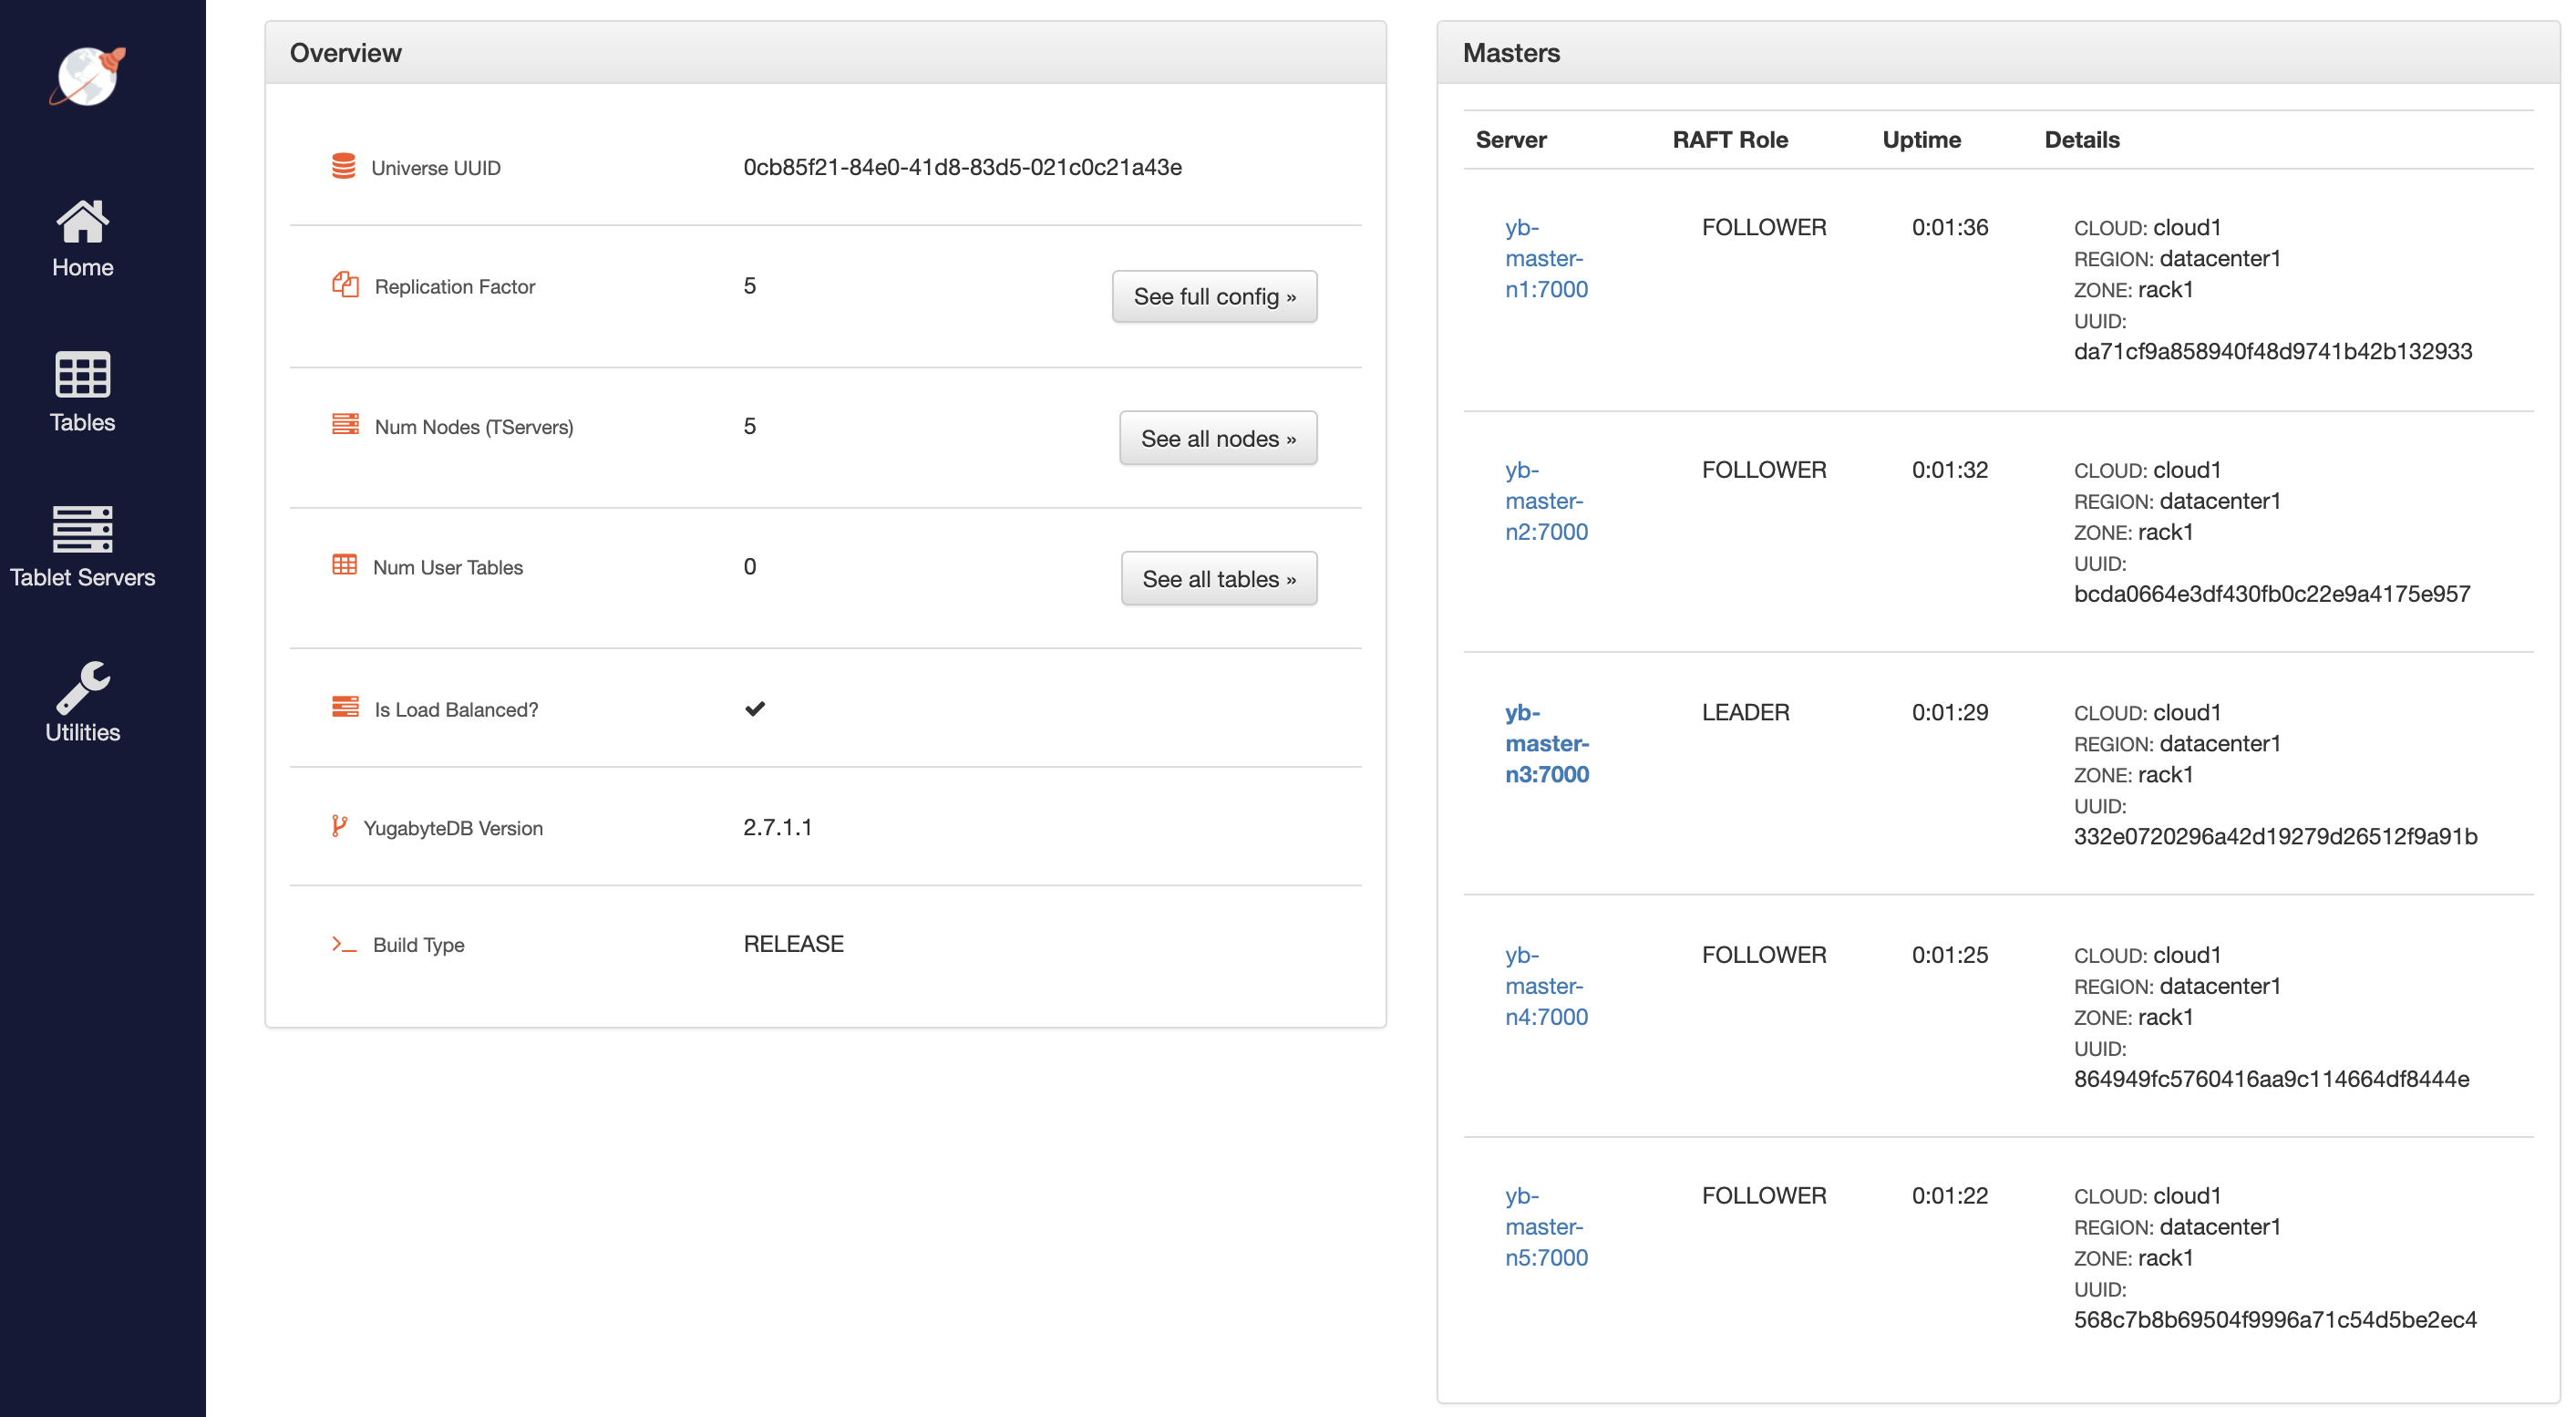 Home
Tables
Tablet Servers
Utilities
Overview
Universe UUID 0cb85f21-84e0-41d8-83d5-021c0c21a43e
Replication Factor 5 See full config »
Num Nodes (TServers) 5 See all nodes »
Num User Tables 0 See all tables »
Is Load Balanced? ✔
YugabyteDB Version 2.7.1.1
Build Type RELEASE
Masters
Server RAFT Role Uptime Details
yb- FOLLOWER 0:01:36 CLOUD: cloud1
master- REGION: datacenter1
n1:7000 ZONE: rack1
UUID:
da71cf9a858940f48d9741b42b132933
yb- FOLLOWER 0:01:32 CLOUD: cloud1
master- REGION: datacenter1
n2:7000 ZONE: rack1
UUID:
bcda0664e3df430fb0c22e9a4175e957
yb- LEADER 0:01:29 CLOUD: cloud1
master- REGION: datacenter1
n3:7000 ZONE: rack1
UUID:
332e0720296a42d19279d26512f9a91b
yb- FOLLOWER 0:01:25 CLOUD: cloud1
master- REGION: datacenter1
n4:7000 ZONE: rack1
UUID:
864949fc5760416aa9c114664df8444e
yb- FOLLOWER 0:01:22 CLOUD: cloud1
master- REGION: datacenter1
n5:7000 ZONE: rack1
UUID:
568c7b8b69504f9996a71c54d5be2ec4